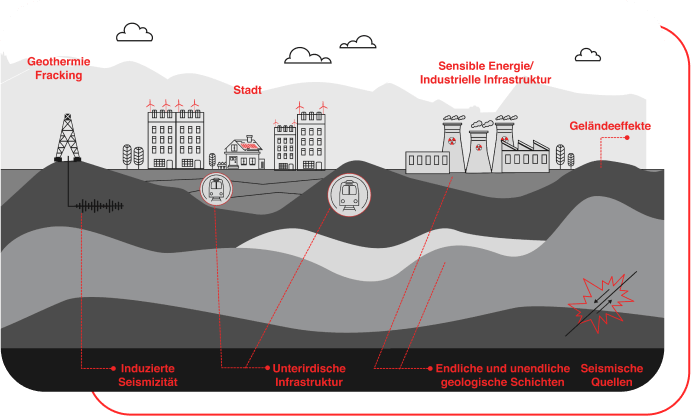 Geothermie
Fracking
Stadt
Sensible Energie/
Industrielle Infrastruktur
Geländeeffekte
Induzierte
Seismizität
Unterirdische
Infrastruktur
Endliche und unendliche
geologische Schichten
Seismische
Quellen